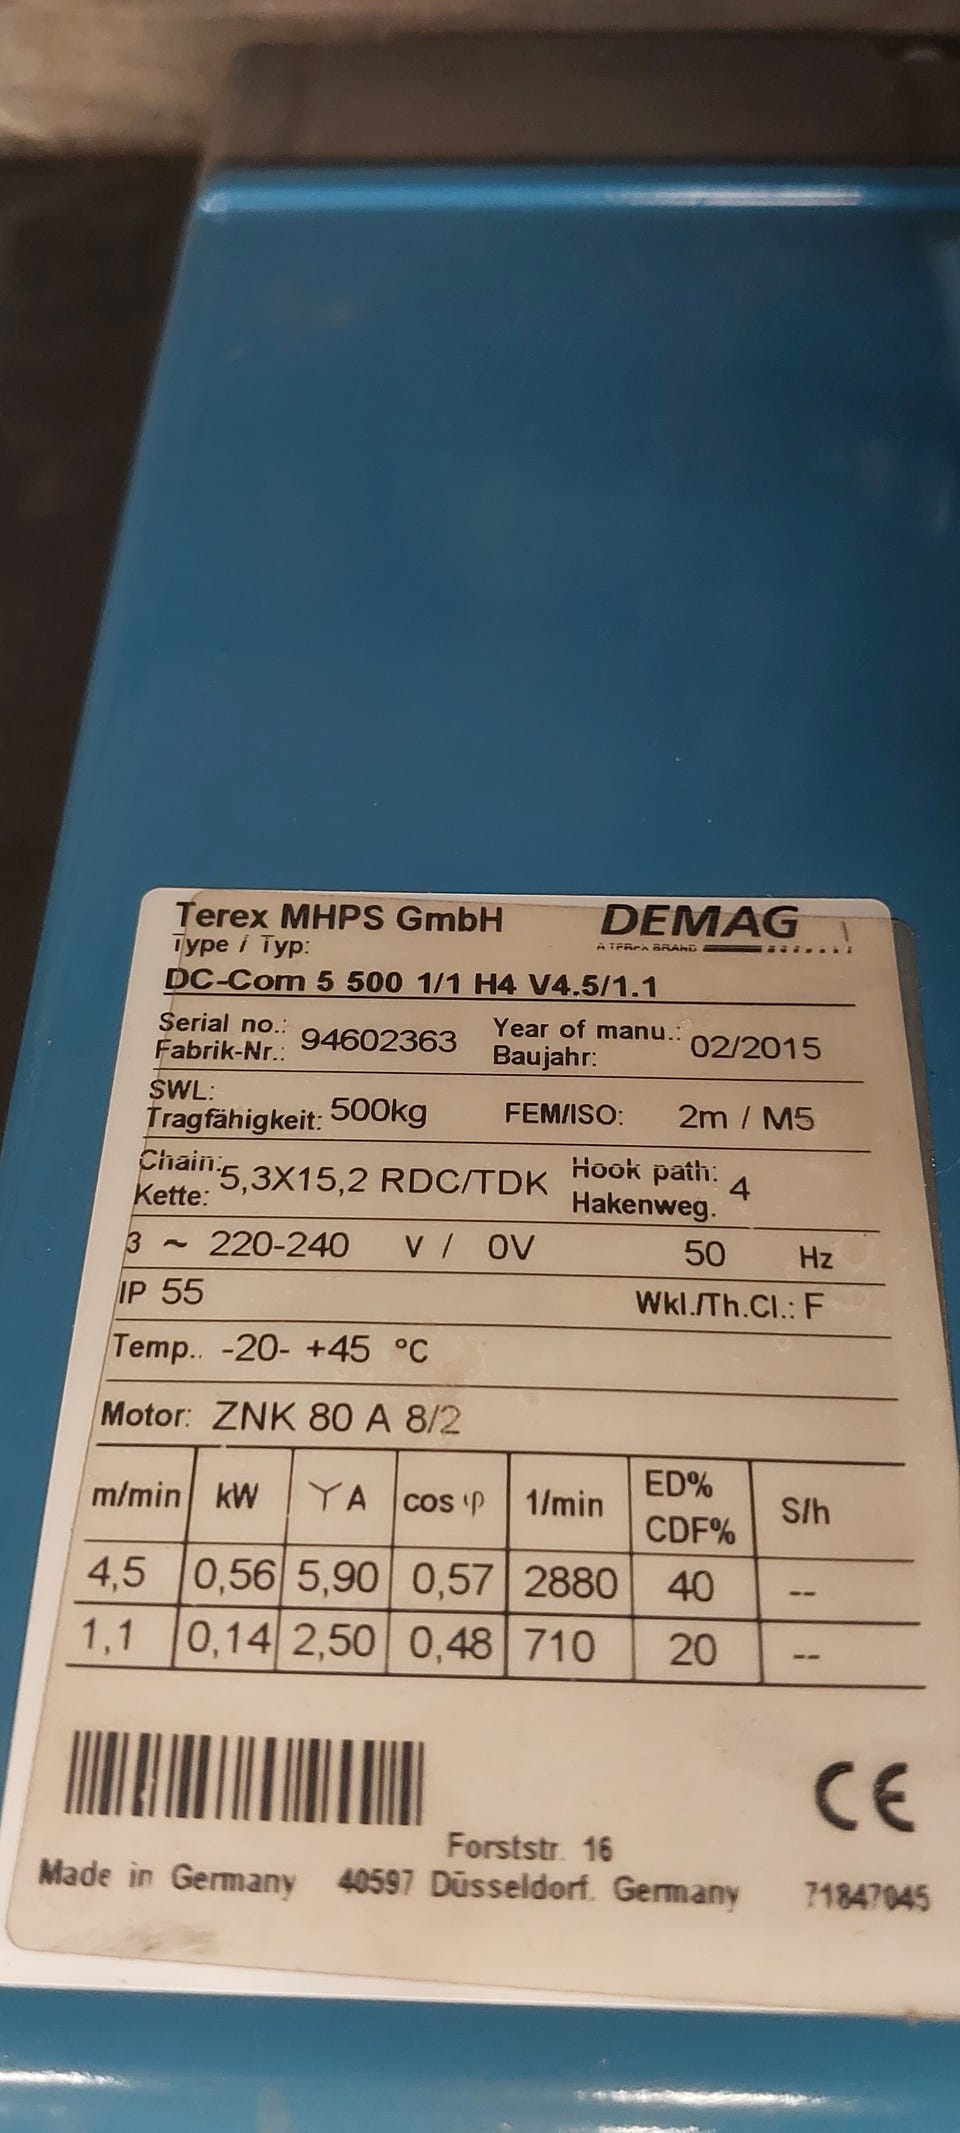 Terex MHPS GmbH DEMAG
Type / Typ: A TEREX BRAND
DC-Com 5 500 1/1 H4 V4.5/1.1
Serial no.: Year of manu.:
Fabrik-Nr.: 94602363 Baujahr: 02/2015
SWL:
Tragfähigkeit: 500kg FEM/ISO: 2m / M5
Chain: 5,3X15,2 RDC/TDK Hook path: 4
Kette: Hakenweg.
3 ~ 220-240 V / 0V 50 Hz
IP 55 Wkl./Th.Cl.: F
Temp.. -20- +45 °C
Motor: ZNK 80 A 8/2
m/min kW Y A cos φ 1/min ED% CDF% S/h
4,5 0,56 5,90 0,57 2880 40 --
1,1 0,14 2,50 0,48 710 20 --
CE
Forststr. 16
Made in Germany 40597 Düsseldorf. Germany 71847045